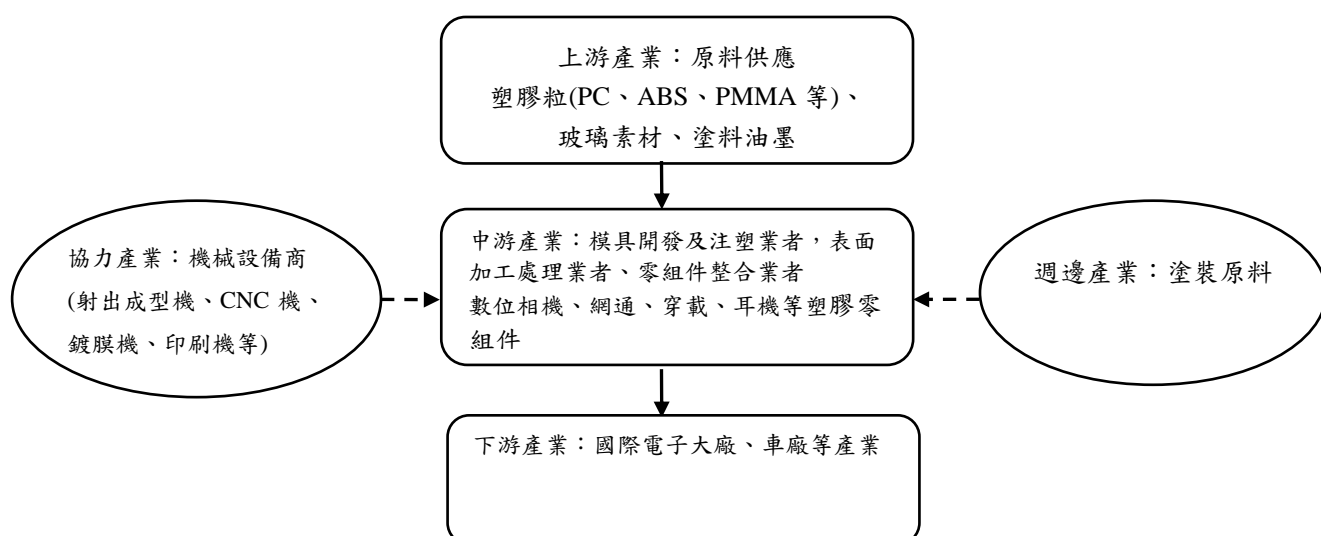 上游產業：原料供應
塑膠粒(PC、ABS、PMMA 等)、
玻璃素材、塗料油墨
協力產業：機械設備商
(射出成型機、CNC 機、
鍍膜機、印刷機等)
中游產業：模具開發及注塑業者，表面
加工處理業者、零組件整合業者
數位相機、網通、穿載、耳機等塑膠零
組件
週邊產業：塗裝原料
下游產業：國際電子大廠、車廠等產業